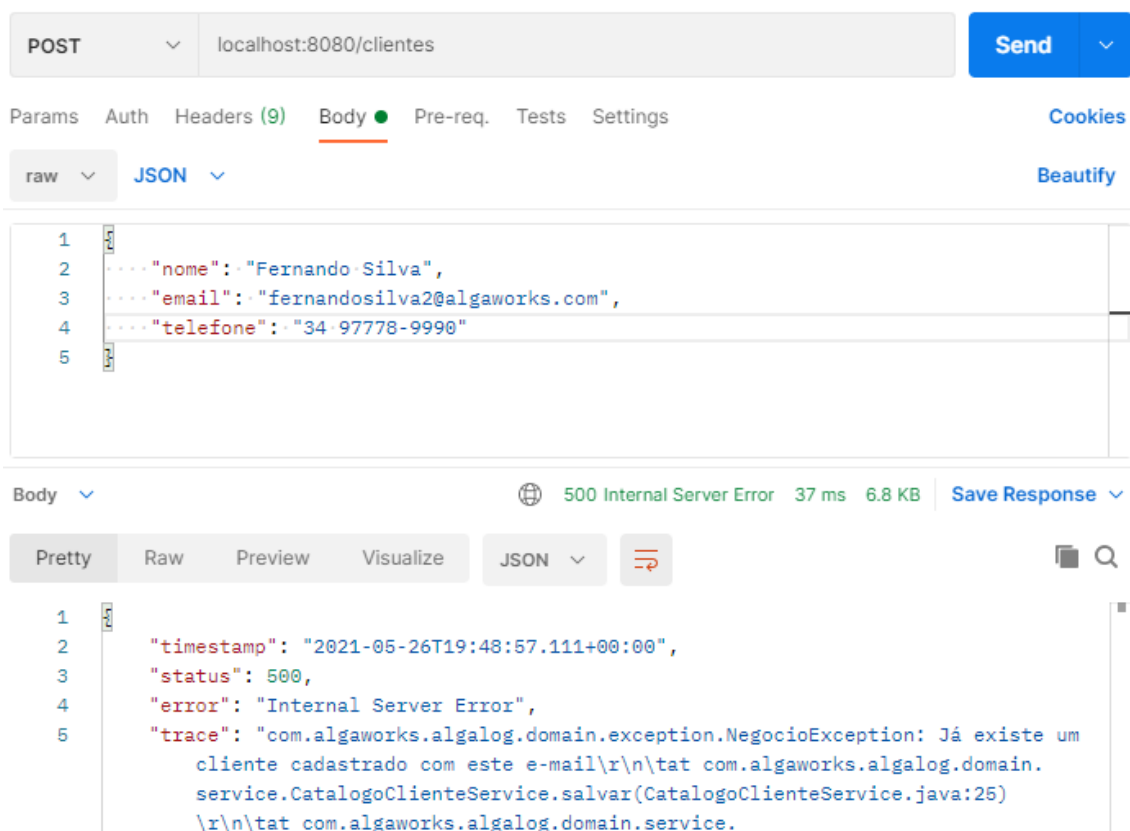 POST localhost:8080/clientes Send
Params Auth Headers (9) Body Pre-req. Tests Settings Cookies
raw JSON Beautify
1 {
2 "nome": "Fernando Silva",
3 "email": "fernandosilva2@algaworks.com",
4 "telefone": "34 97778-9990"
5 }
Body 500 Internal Server Error 37 ms 6.8 KB Save Response
Pretty Raw Preview Visualize JSON
1 {
2 "timestamp": "2021-05-26T19:48:57.111+00:00",
3 "status": 500,
4 "error": "Internal Server Error",
5 "trace": "com.algaworks.algalog.domain.exception.NegocioException: Já existe um
cliente cadastrado com este e-mail\r\n\tat com.algaworks.algalog.domain.
service.CatalogoClienteService.salvar(CatalogoClienteService.java:25)
\r\n\tat com.algaworks.algalog.domain.service.